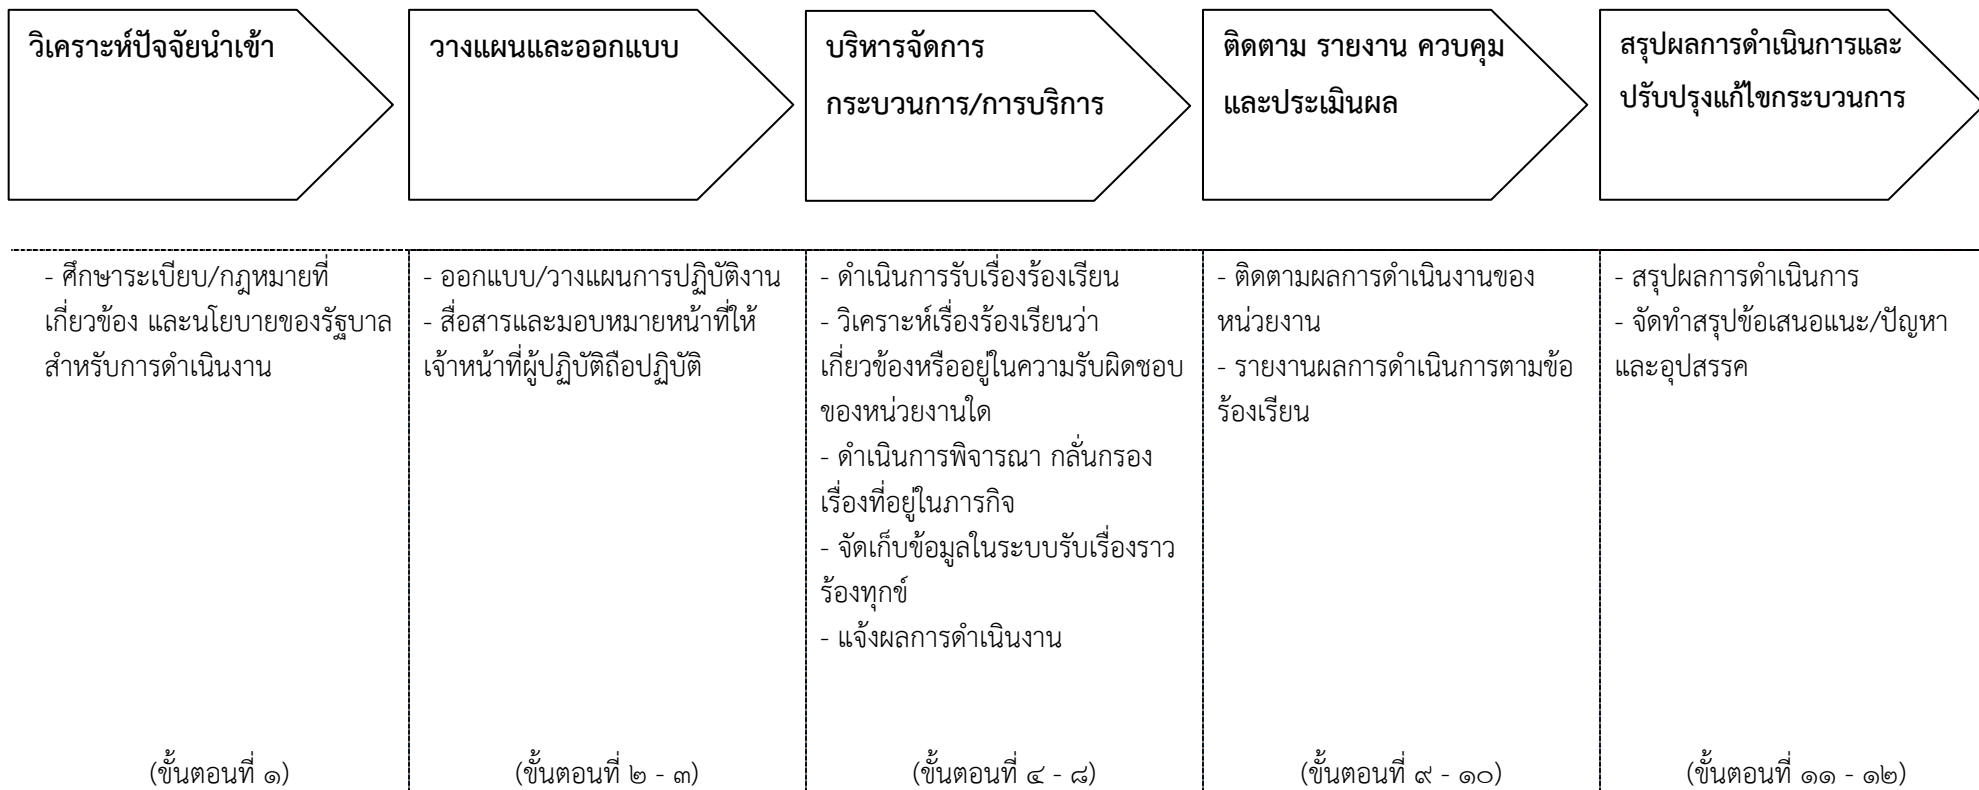 วิเคราะห์ปัจจัยนำเข้า
วางแผนและออกแบบ
บริหารจัดการ
กระบวนการ/การบริการ
ติดตาม รายงาน ควบคุม
และประเมินผล
สรุปผลการดำเนินการและ
ปรับปรุงแก้ไขกระบวนการ
- ศึกษาระเบียบ/กฎหมายที่
เกี่ยวข้อง และนโยบายของรัฐบาล
สำหรับการดำเนินงาน
(ขั้นตอนที่ ๑)
- ออกแบบ/วางแผนการปฏิบัติงาน
- สื่อสารและมอบหมายหน้าที่ให้
เจ้าหน้าที่ผู้ปฏิบัติถือปฏิบัติ
(ขั้นตอนที่ ๒ - ๓)
- ดำเนินการรับเรื่องร้องเรียน
- วิเคราะห์เรื่องร้องเรียนว่า
เกี่ยวข้องหรืออยู่ในความรับผิดชอบ
ของหน่วยงานใด
- ดำเนินการพิจารณา กลั่นกรอง
เรื่องที่อยู่ในภารกิจ
- จัดเก็บข้อมูลในระบบรับเรื่องราว
ร้องทุกข์
- แจ้งผลการดำเนินงาน
(ขั้นตอนที่ ๔ - ๘)
- ติดตามผลการดำเนินงานของ
หน่วยงาน
- รายงานผลการดำเนินการตามข้อ
ร้องเรียน
(ขั้นตอนที่ ๙ - ๑๐)
- สรุปผลการดำเนินการ
- จัดทำสรุปข้อเสนอแนะ/ปัญหา
และอุปสรรค
(ขั้นตอนที่ ๑๑ - ๑๒)